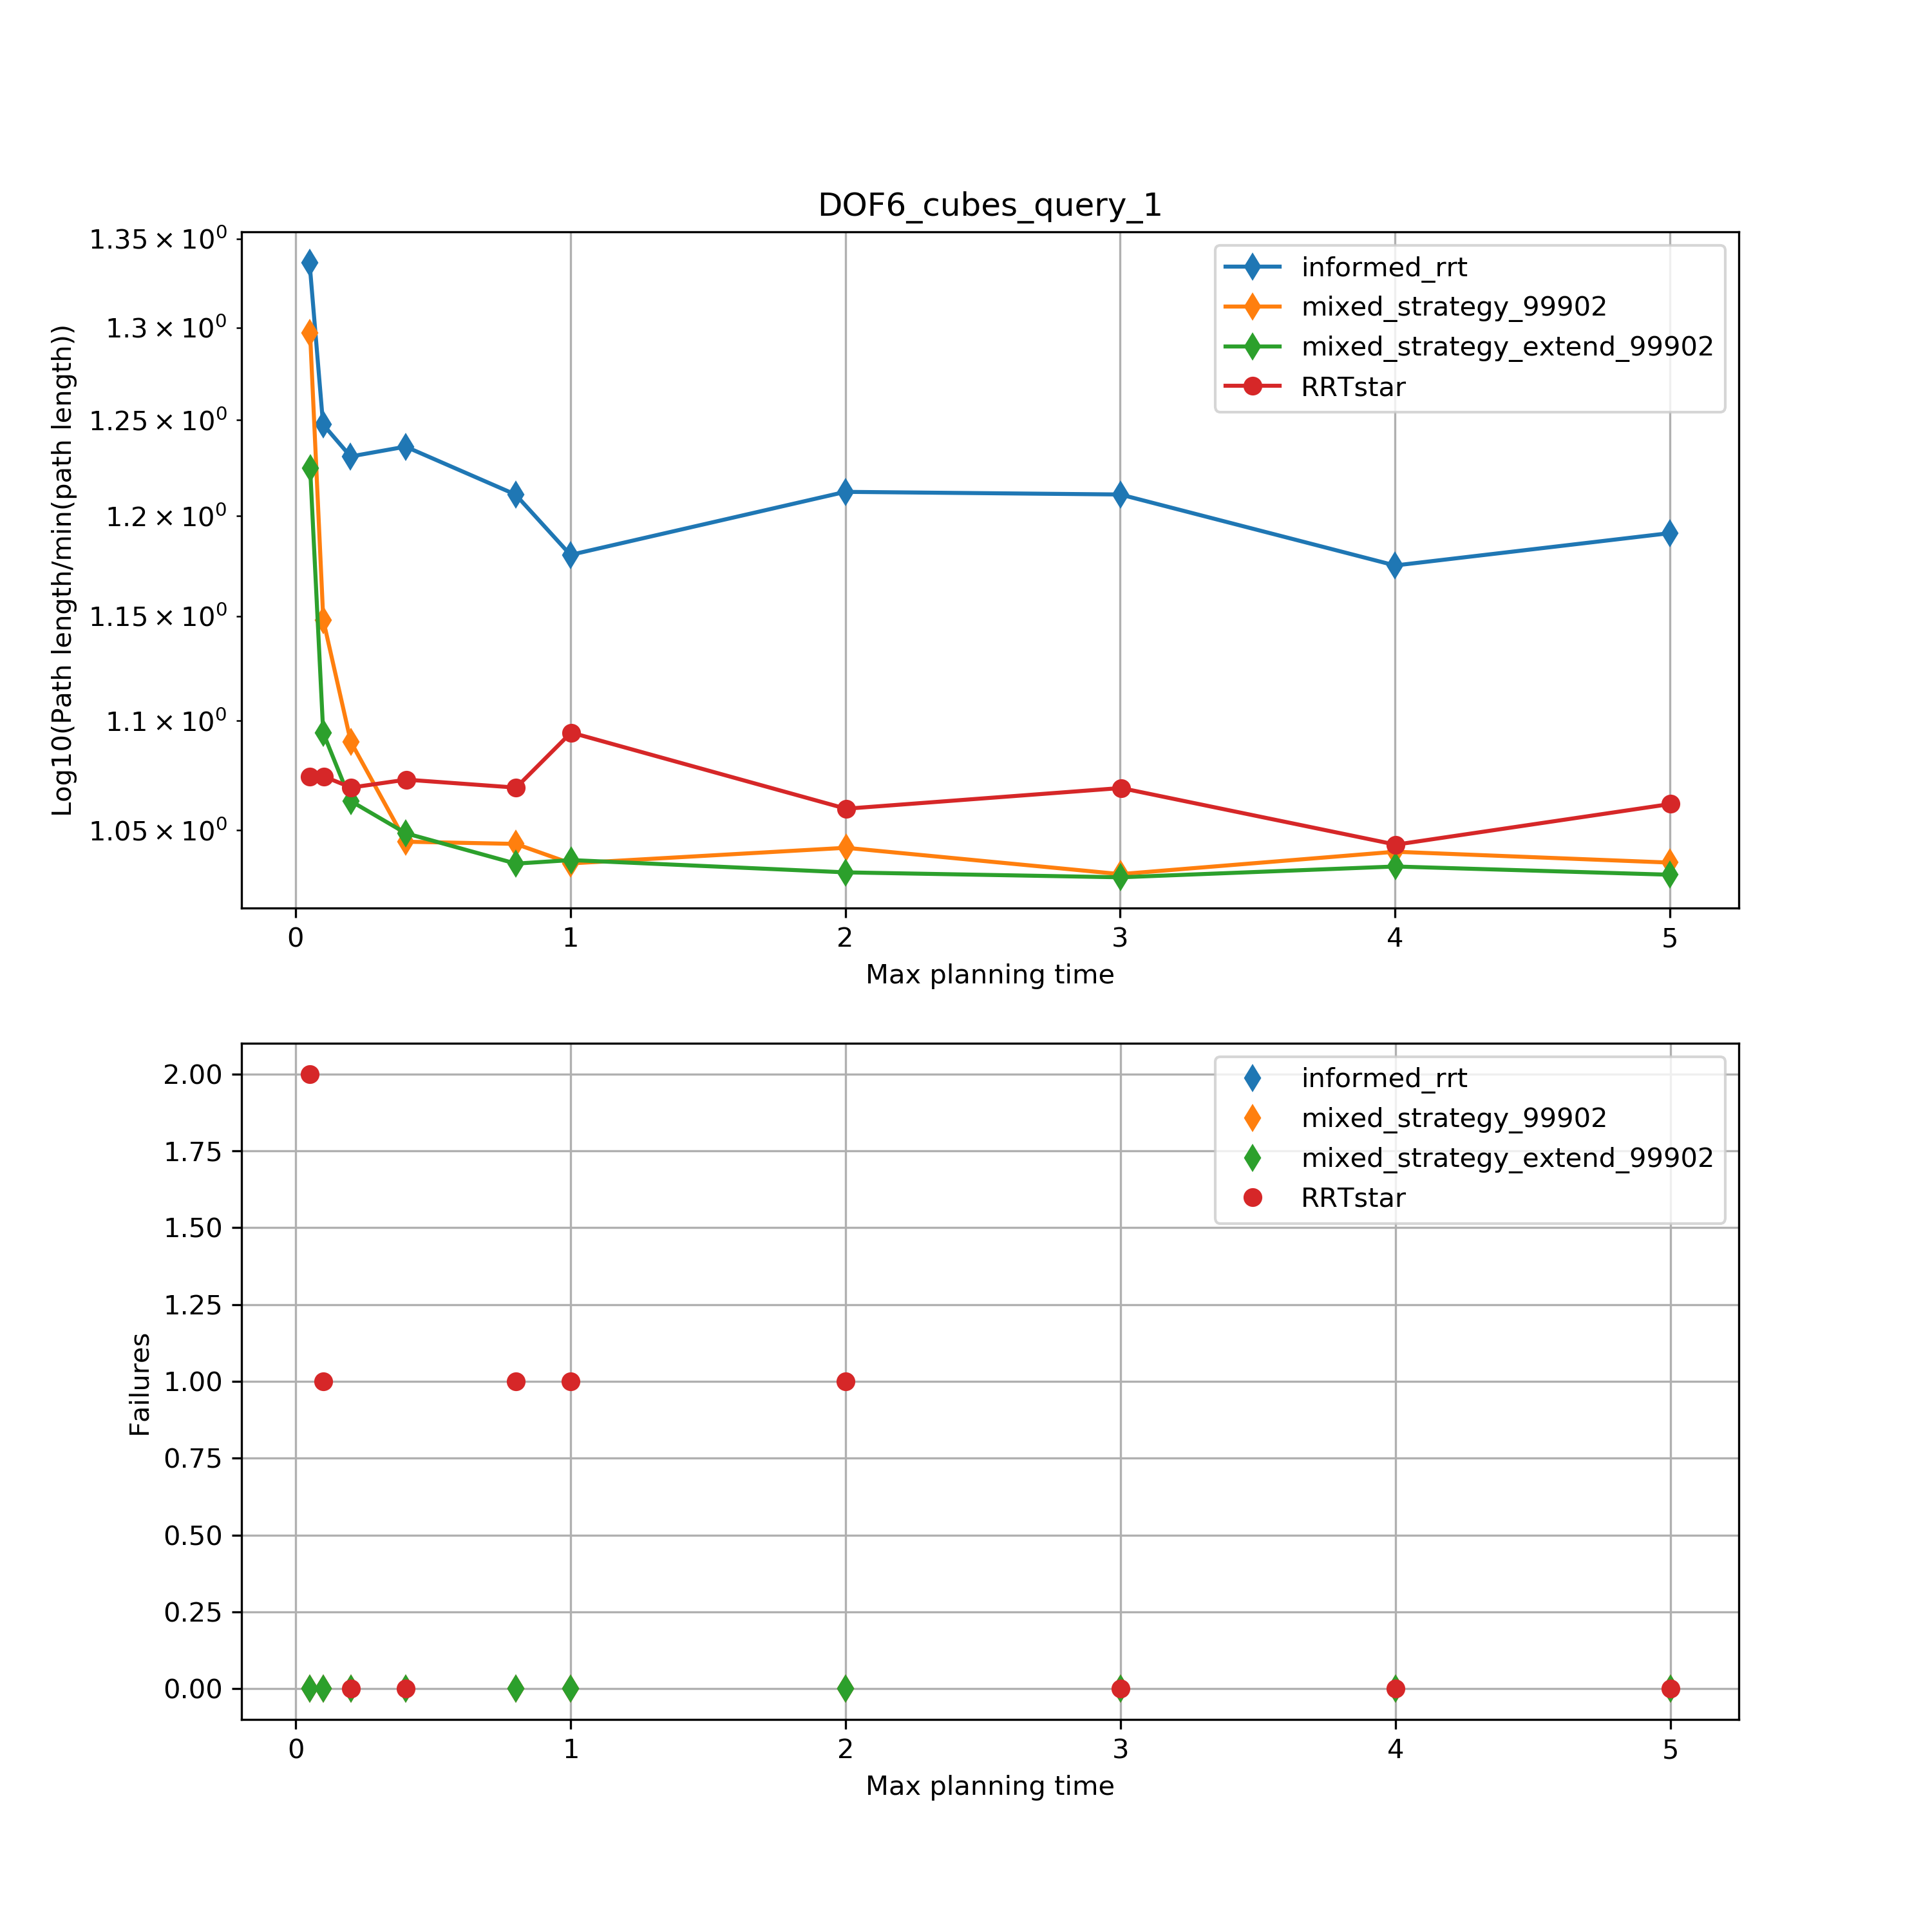 DOF6_cubes_query_1
1.35 × 10⁰
1.3 × 10⁰
1.25 × 10⁰
1.2 × 10⁰
1.15 × 10⁰
1.1 × 10⁰
1.05 × 10⁰
Log10(Path length/min(path length))
informed_rrt
mixed_strategy_99902
mixed_strategy_extend_99902
RRTstar
0 1 2 3 4 5
Max planning time
2.00
1.75
1.50
1.25
1.00
0.75
0.50
0.25
0.00
Failures
informed_rrt
mixed_strategy_99902
mixed_strategy_extend_99902
RRTstar
0 1 2 3 4 5
Max planning time